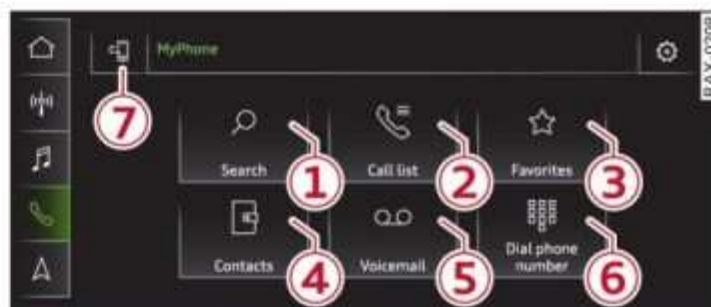 MyPhone
7
Search
1
Call list
2
Favorites
3
Contacts
4
Voicemail
5
Dial phone
number
6
RAX-0208